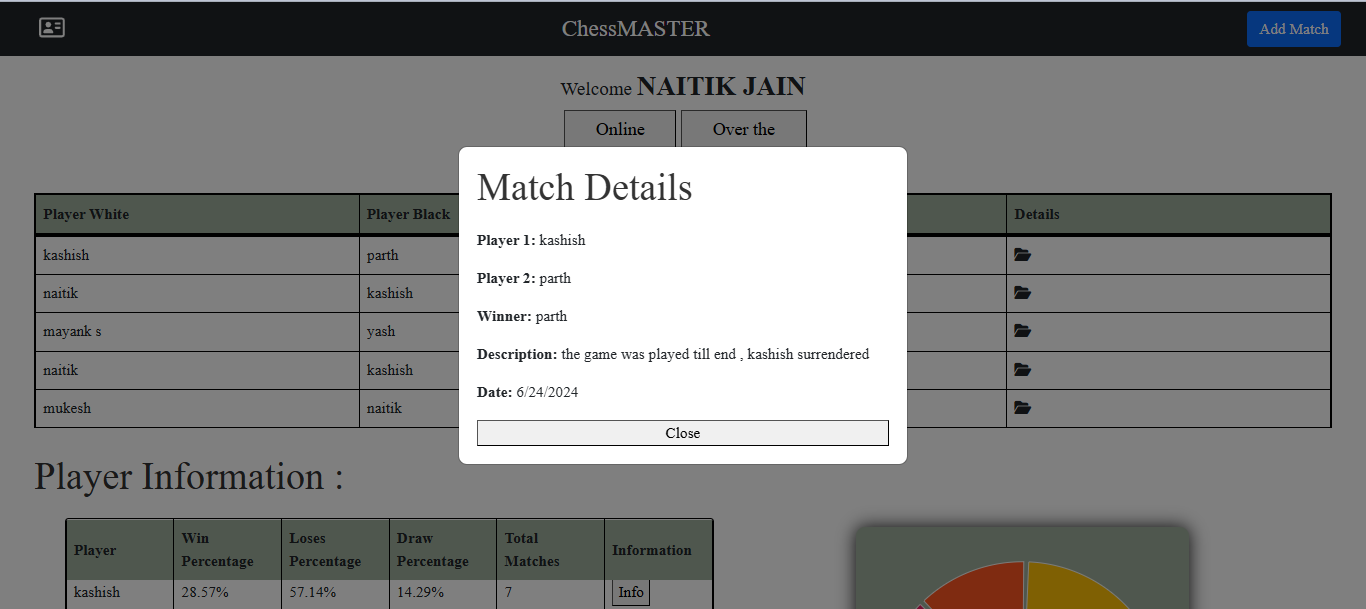 ChessMASTER
Add Match
Welcome NAITIK JAIN
Online
Over the
Player White
Player Black
Details
kashish
parth
naitik
kashish
mayank s
yash
naitik
kashish
mukesh
naitik
Match Details
Player 1: kashish
Player 2: parth
Winner: parth
Description: the game was played till end , kashish surrendered
Date: 6/24/2024
Close
Player Information :
Player
Win
Percentage
Loses
Percentage
Draw
Percentage
Total
Matches
Information
kashish
28.57%
57.14%
14.29%
7
Info